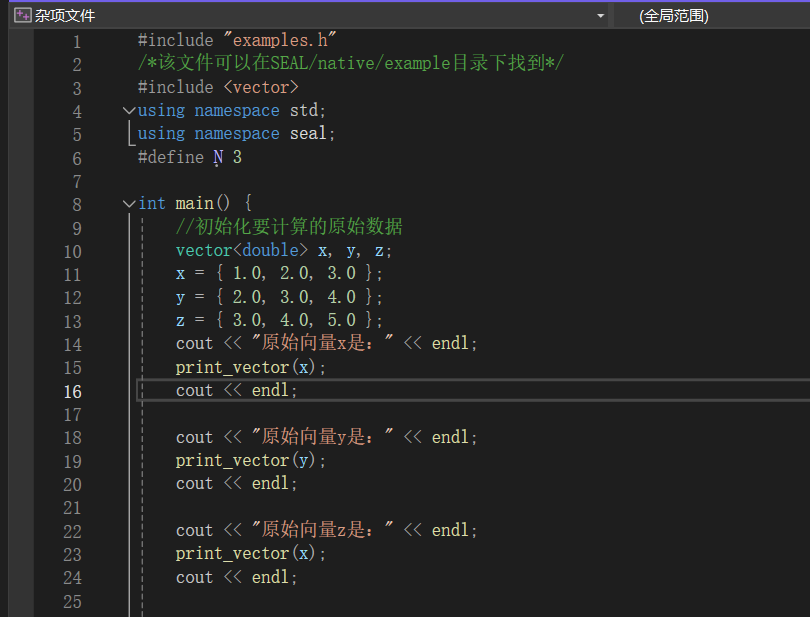 杂项文件 (全局范围)
1 #include "examples.h"
2 /*该文件可以在SEAL/native/example目录下找到*/
3 #include <vector>
4 using namespace std;
5 using namespace seal;
6 #define N 3
7
8 int main() {
9 //初始化要计算的原始数据
10 vector<double> x, y, z;
11 x = { 1.0, 2.0, 3.0 };
12 y = { 2.0, 3.0, 4.0 };
13 z = { 3.0, 4.0, 5.0 };
14 cout << "原始向量x是：" << endl;
15 print_vector(x);
16 cout << endl;
17
18 cout << "原始向量y是：" << endl;
19 print_vector(y);
20 cout << endl;
21
22 cout << "原始向量z是：" << endl;
23 print_vector(x);
24 cout << endl;
25